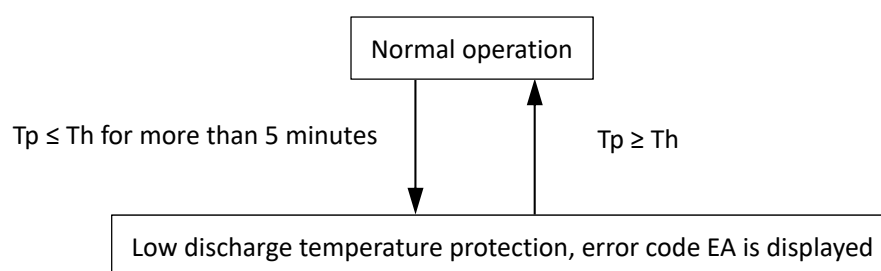 Normal operation
Tp ≤ Th for more than 5 minutes
Tp ≥ Th
Low discharge temperature protection, error code EA is displayed